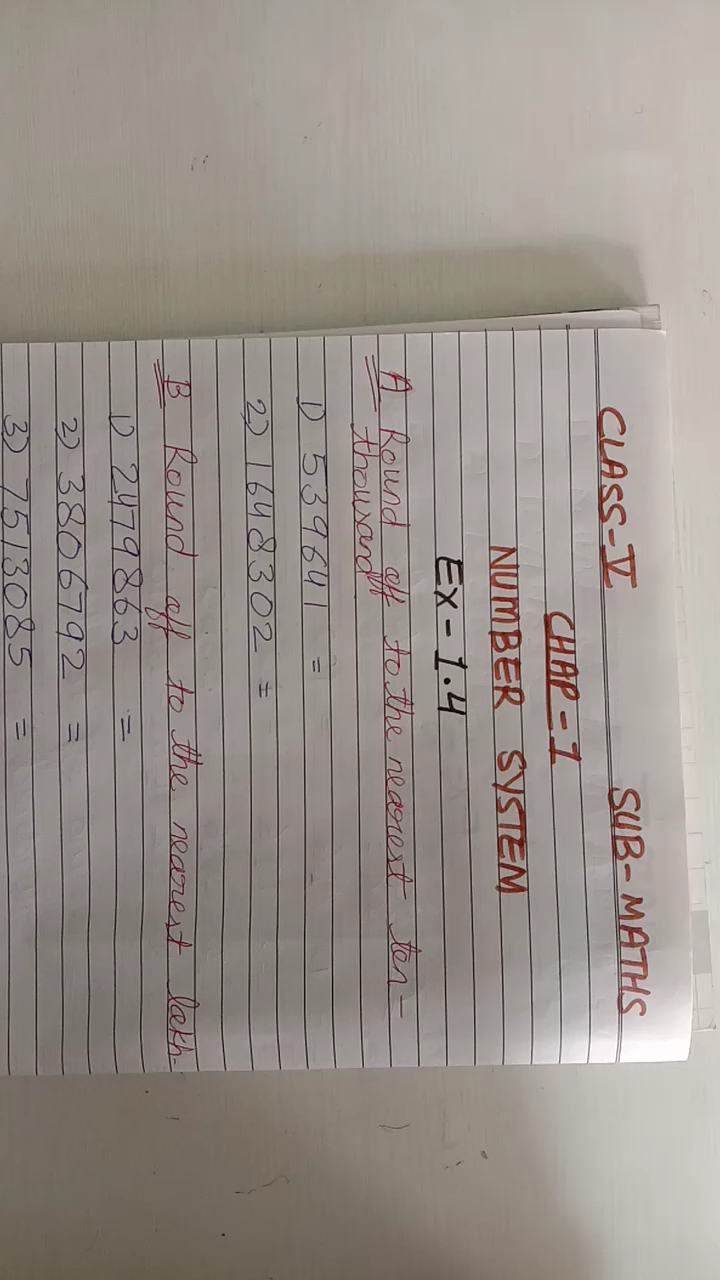 CLASS-V SUB-MATHS
CHAP-1
NUMBER SYSTEM
Ex-1.4
A Round off to the nearest ten-
thousand
1) 539641 =
2) 1648302 =
B Round off to the nearest lakh-
1) 2479863 =
2) 3806792 =
3) 7513085 =